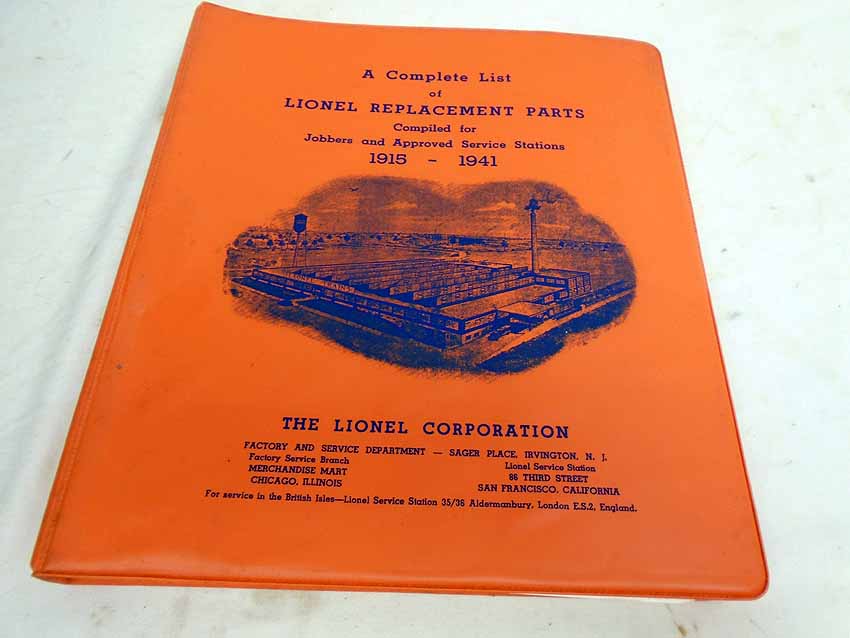 A Complete List
of
LIONEL REPLACEMENT PARTS
Compiled for
Jobbers and Approved Service Stations
1915 - 1941
LIONEL TRAINS
THE LIONEL CORPORATION
FACTORY AND SERVICE DEPARTMENT — SAGER PLACE, IRVINGTON, N. J.
Factory Service Branch
MERCHANDISE MART
CHICAGO, ILLINOIS
Lionel Service Station
86 THIRD STREET
SAN FRANCISCO, CALIFORNIA
For service in the British Isles—Lionel Service Station 35/36 Aldermanbury, London E.S.2, England.